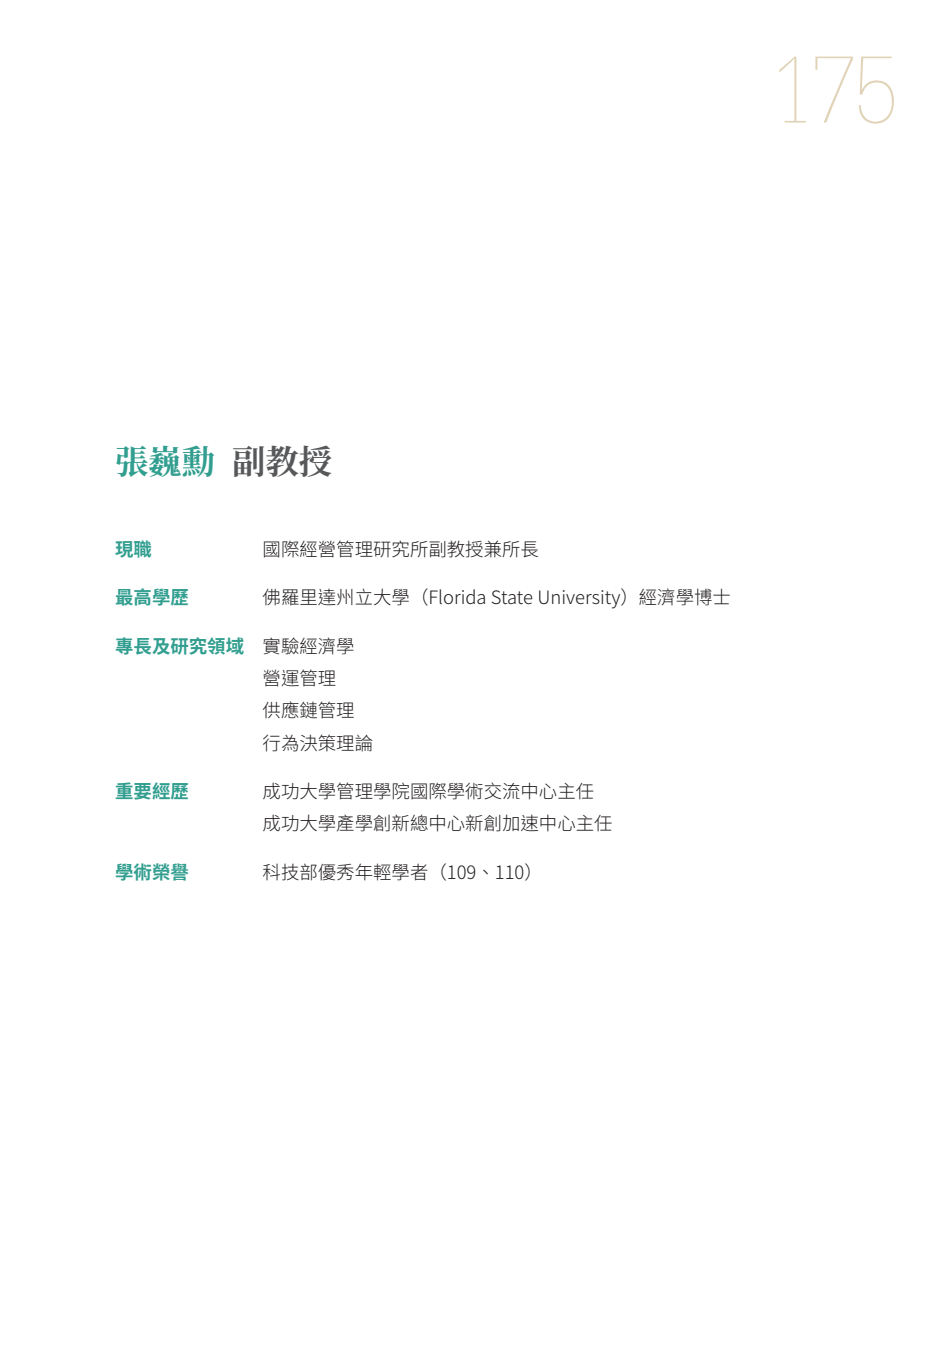 175
張巍勳 副教授
現職 國際經營管理研究所副教授兼所長
最高學歷 佛羅里達州立大學（Florida State University）經濟學博士
專長及研究領域 實驗經濟學
營運管理
供應鏈管理
行為決策理論
重要經歷 成功大學管理學院國際學術交流中心主任
成功大學產學創新總中心新創加速中心主任
學術榮譽 科技部優秀年輕學者（109、110）